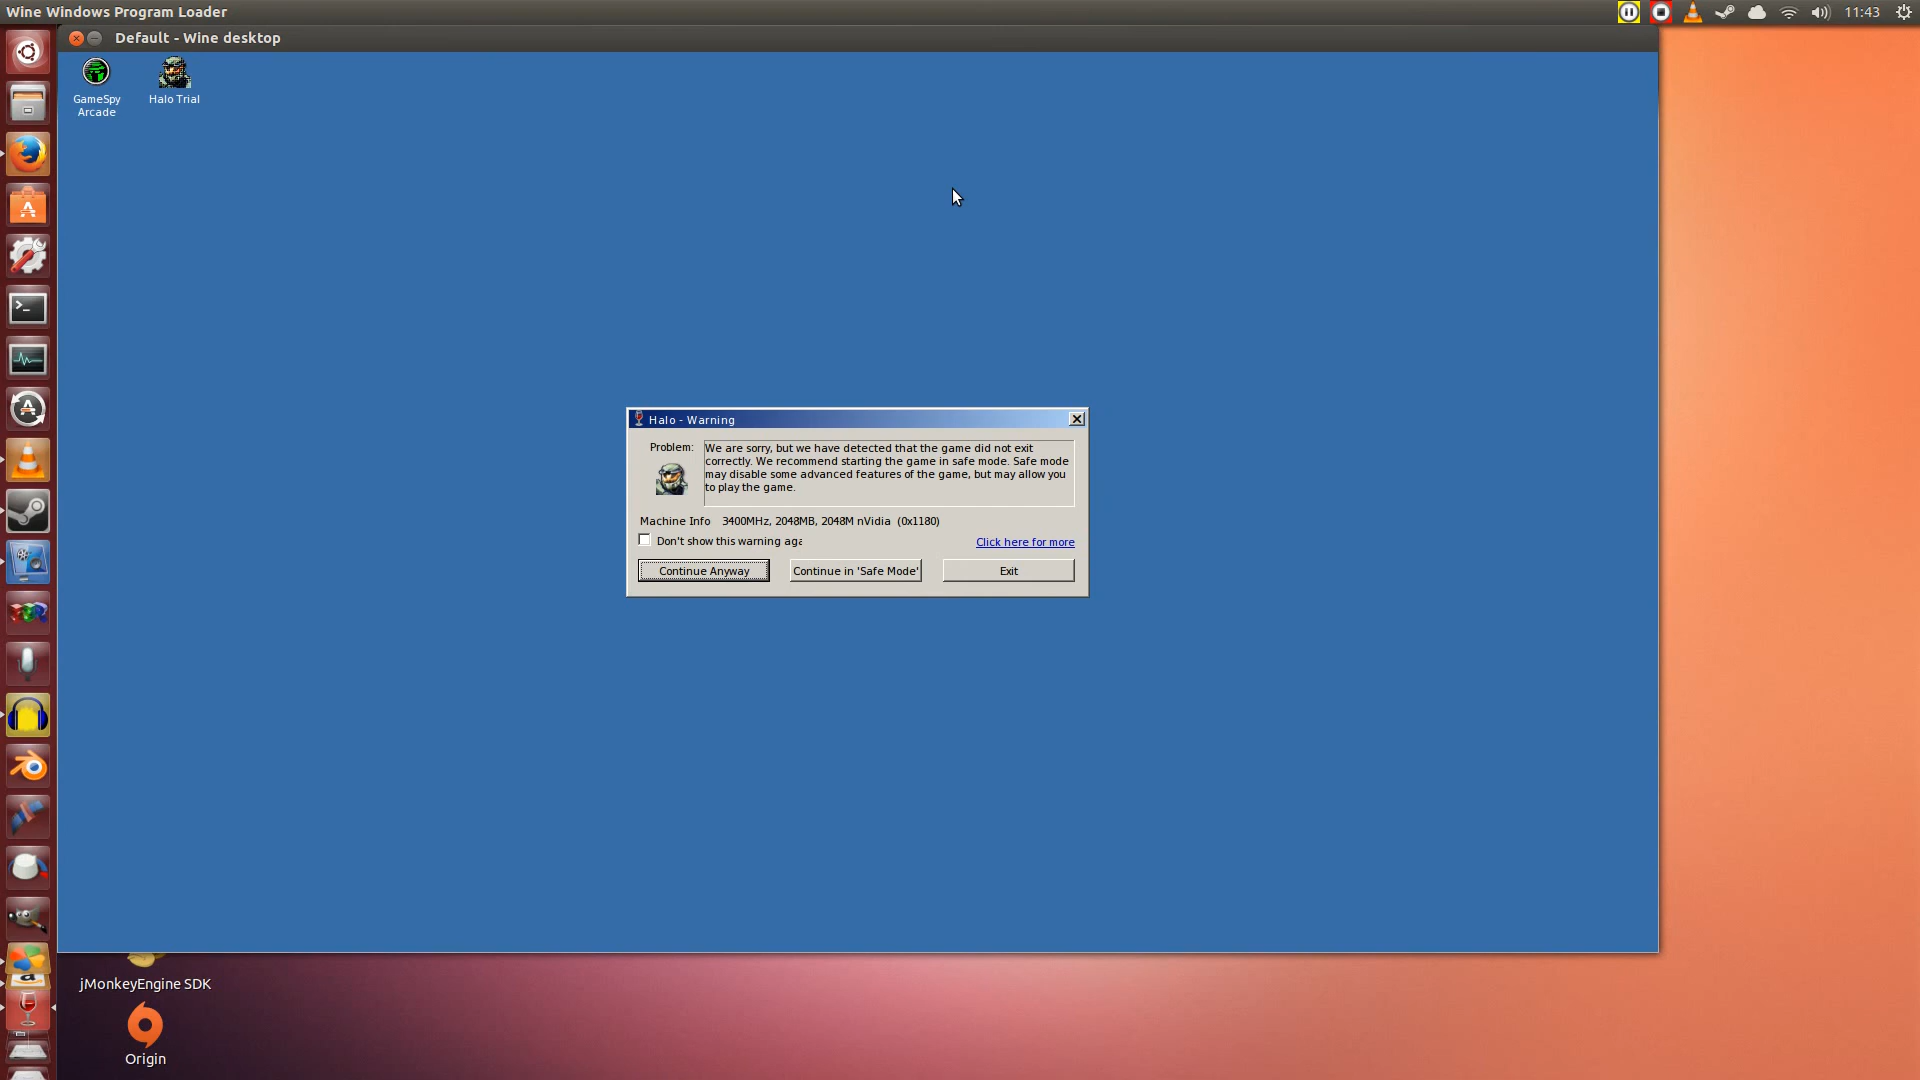 Wine Windows Program Loader
11:43
Default - Wine desktop
GameSpy
Arcade
Halo Trial
Halo - Warning
Problem:
We are sorry, but we have detected that the game did not exit
correctly. We recommend starting the game in safe mode. Safe mode
may disable some advanced features of the game, but may allow you
to play the game.
Machine Info 3400MHz, 2048MB, 2048M nVidia (0x1180)
Don't show this warning aga
Click here for more
Continue Anyway
Continue in 'Safe Mode'
Exit
jMonkeyEngine SDK
Origin